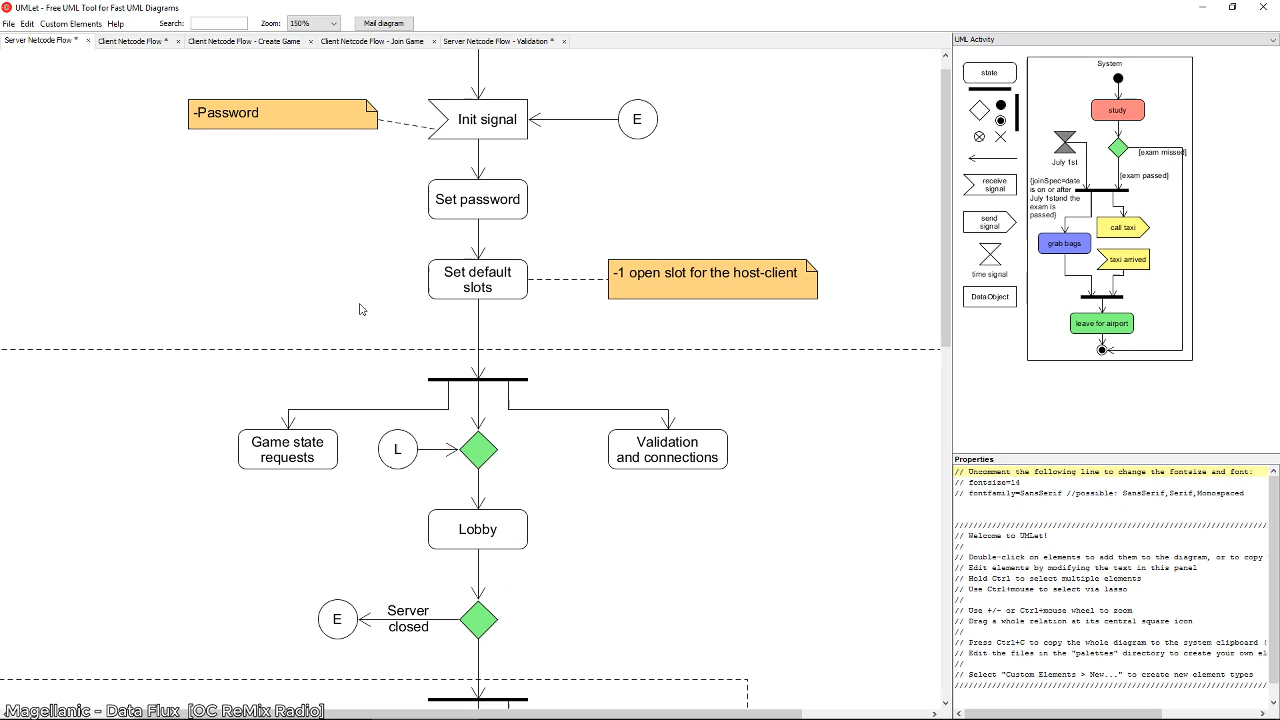 UMLet - Free UML Tool for Fast UML Diagrams
File Edit Custom Elements Help Search: Zoom: 150% Mail diagram
Server Netcode Flow * Client Netcode Flow * Client Netcode Flow - Create Game Client Netcode Flow - Join Game Server Netcode Flow - Validation *
-Password
Init signal
E
Set password
Set default
slots
-1 open slot for the host-client
Game state
requests
L
Validation
and connections
Lobby
E
Server
closed
Magellanic - Data Flux [OC ReMix Radio]
UML Activity
state
receive
signal
send
signal
time signal
DataObject
System
study
July 1st
[exam missed]
[exam passed]
{joinSpec=date
is on or after
July 1stand the
exam is
passed}
call taxi
grab bags
taxi arrived
leave for airport
Properties
// Uncomment the following line to change the fontsize and font:
// fontsize=14
// fontfamily=SansSerif //possible: SansSerif,Serif,Monospaced
//////////////////////////////////////////////////////////////
// Welcome to UMLet!
//
// Double-click on elements to add them to the diagram, or to copy
// Edit elements by modifying the text in this panel
// Hold Ctrl to select multiple elements
// Use Ctrl+mouse to select via lasso
//
// Use +/- or Ctrl+mouse wheel to zoom
// Drag a whole relation at its central square icon
//
// Press Ctrl+C to copy the whole diagram to the system clipboard (
// Edit the files in the "palettes" directory to create your own el
//
// Select "Custom Elements > New..." to create new element types
//////////////////////////////////////////////////////////////